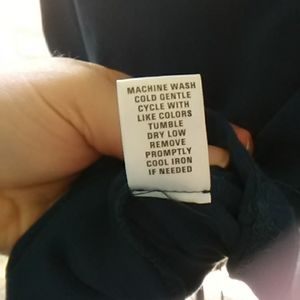 MACHINE WASH
COLD GENTLE
CYCLE WITH
LIKE COLORS
TUMBLE
DRY LOW
REMOVE
PROMPTLY
COOL IRON
IF NEEDED